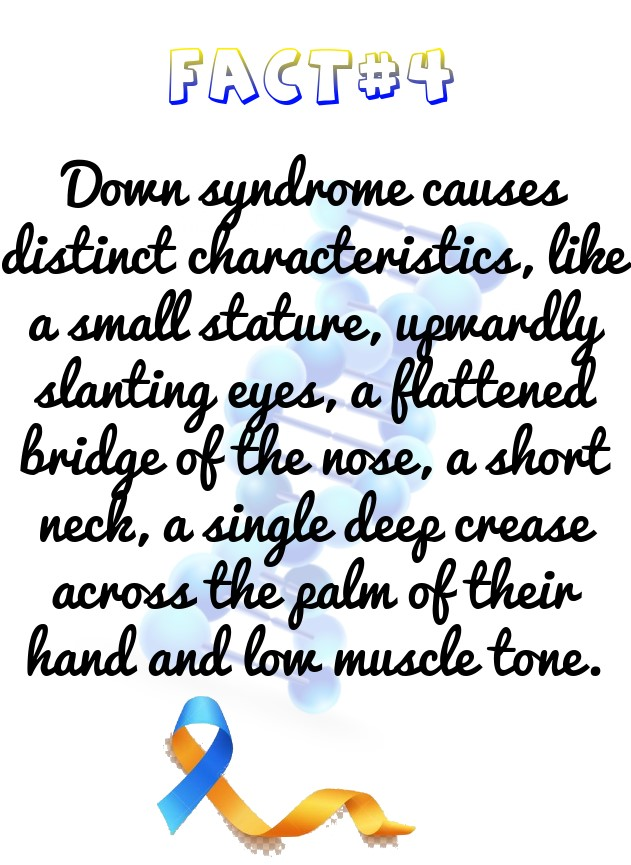 FACT#4
Down syndrome causes
distinct characteristics, like
a small stature, upwardly
slanting eyes, a flattened
bridge of the nose, a short
neck, a single deep crease
across the palm of their
hand and low muscle tone.